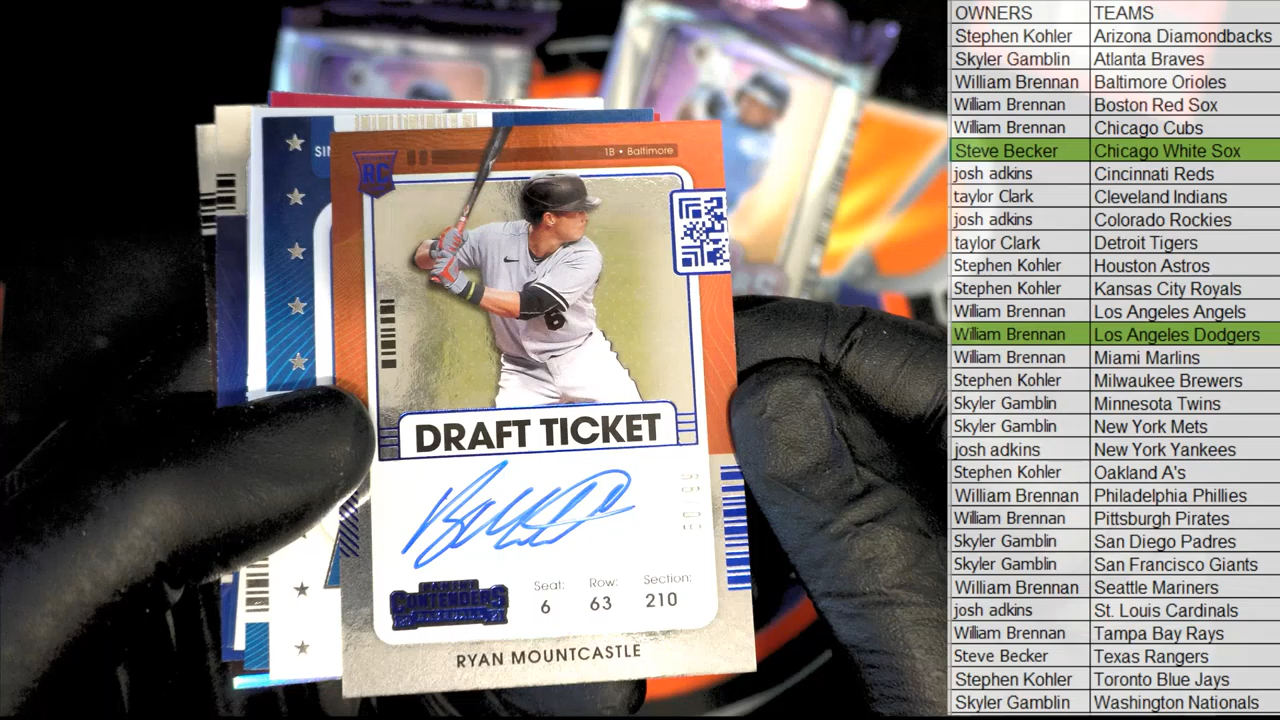 SIN
RC
1B • Baltimore
6
DRAFT TICKET
PANINI
CONTENDERS
Seat: Row: Section:
6 63 210
RYAN MOUNTCASTLE
OWNERS TEAMS
Stephen Kohler Arizona Diamondbacks
Skyler Gamblin Atlanta Braves
William Brennan Baltimore Orioles
William Brennan Boston Red Sox
William Brennan Chicago Cubs
Steve Becker Chicago White Sox
josh adkins Cincinnati Reds
taylor Clark Cleveland Indians
josh adkins Colorado Rockies
taylor Clark Detroit Tigers
Stephen Kohler Houston Astros
Stephen Kohler Kansas City Royals
William Brennan Los Angeles Angels
William Brennan Los Angeles Dodgers
William Brennan Miami Marlins
Stephen Kohler Milwaukee Brewers
Skyler Gamblin Minnesota Twins
Skyler Gamblin New York Mets
josh adkins New York Yankees
Stephen Kohler Oakland A's
William Brennan Philadelphia Phillies
William Brennan Pittsburgh Pirates
Skyler Gamblin San Diego Padres
Skyler Gamblin San Francisco Giants
William Brennan Seattle Mariners
josh adkins St. Louis Cardinals
William Brennan Tampa Bay Rays
Steve Becker Texas Rangers
Stephen Kohler Toronto Blue Jays
Skyler Gamblin Washington Nationals